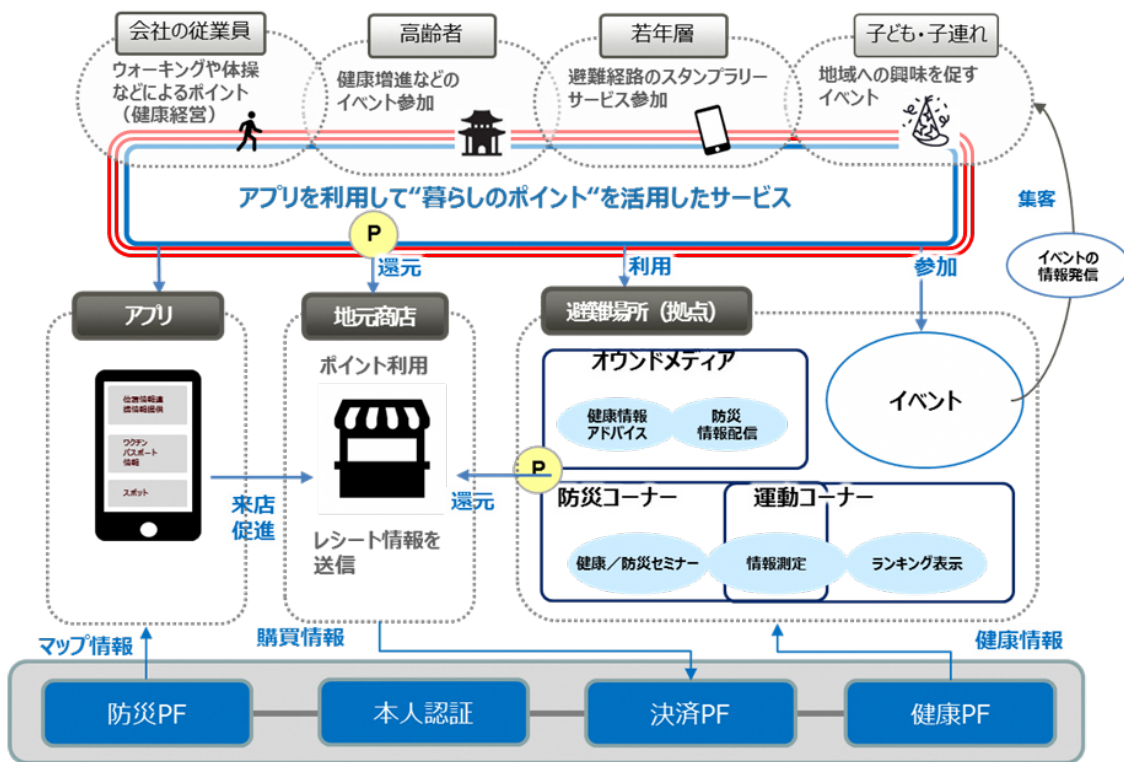 会社の従業員
高齢者
若年層
子ども・子連れ
ウォーキングや体操
などによるポイント
（健康経営）
健康増進などの
イベント参加
避難経路のスタンプラリー
サービス参加
地域への興味を促す
イベント
アプリを利用して“暮らしのポイント“を活用したサービス
集客
イベントの
情報発信
P
還元
利用
参加
アプリ
地元商店
避難場所（拠点）
位置情報連
携情報提供
ワクチン
パスポート
情報
スポット
来店
促進
ポイント利用
レシート情報を
送信
P
還元
オウンドメディア
健康情報
アドバイス
防災
情報配信
イベント
防災コーナー
運動コーナー
健康／防災セミナー
情報測定
ランキング表示
マップ情報
購買情報
健康情報
防災PF
本人認証
決済PF
健康PF